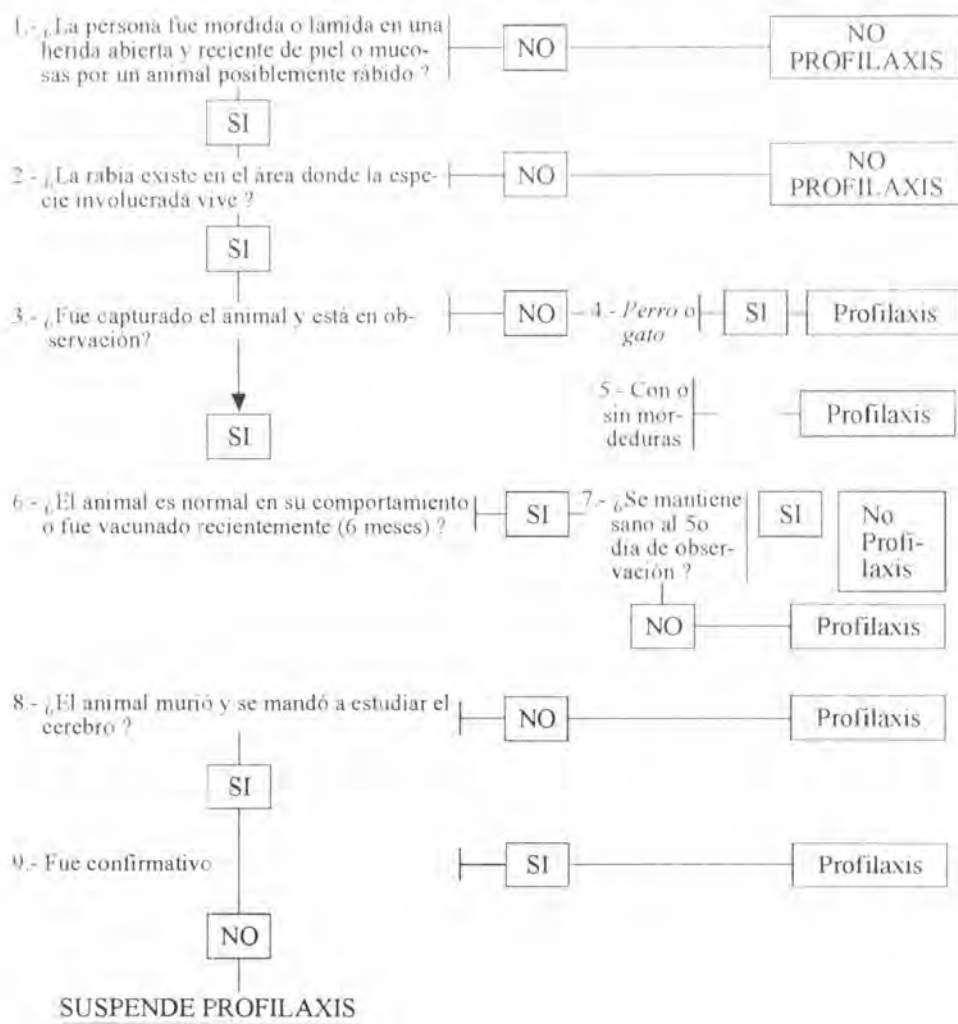 1.- ¿La persona fue mordida o lamida en una
herida abierta y reciente de piel o muco-
sas por un animal posiblemente rábido ?
NO
NO
PROFILAXIS
SI
2.- ¿La rabia existe en el área donde la espe-
cie involucrada vive ?
NO
NO
PROFILAXIS
SI
3.- ¿Fue capturado el animal y está en ob-
servación?
NO
4.- Perro o
gato
SI
Profilaxis
SI
5.- Con o
sin mor-
deduras
Profilaxis
6.- ¿El animal es normal en su comportamiento
o fue vacunado recientemente (6 meses) ?
SI
7.- ¿Se mantiene
sano al 5o
dia de obser-
vación ?
SI
No
Profi-
laxis
NO
Profilaxis
8.- ¿El animal murió y se mandó a estudiar el
cerebro ?
NO
Profilaxis
SI
9.- Fue confirmativo
SI
Profilaxis
NO
SUSPENDE PROFILAXIS